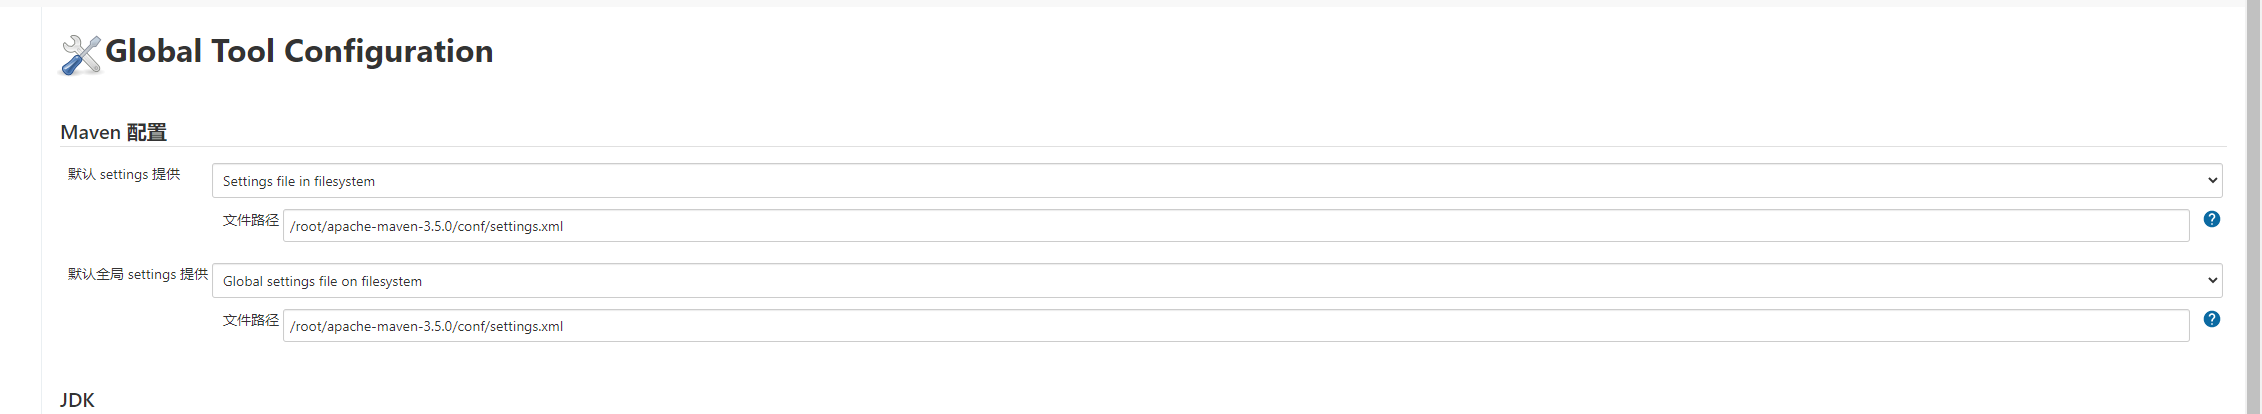 Global Tool Configuration
Maven 配置
默认 settings 提供
Settings file in filesystem
文件路径
/root/apache-maven-3.5.0/conf/settings.xml
?
默认全局 settings 提供
Global settings file on filesystem
文件路径
/root/apache-maven-3.5.0/conf/settings.xml
?
JDK